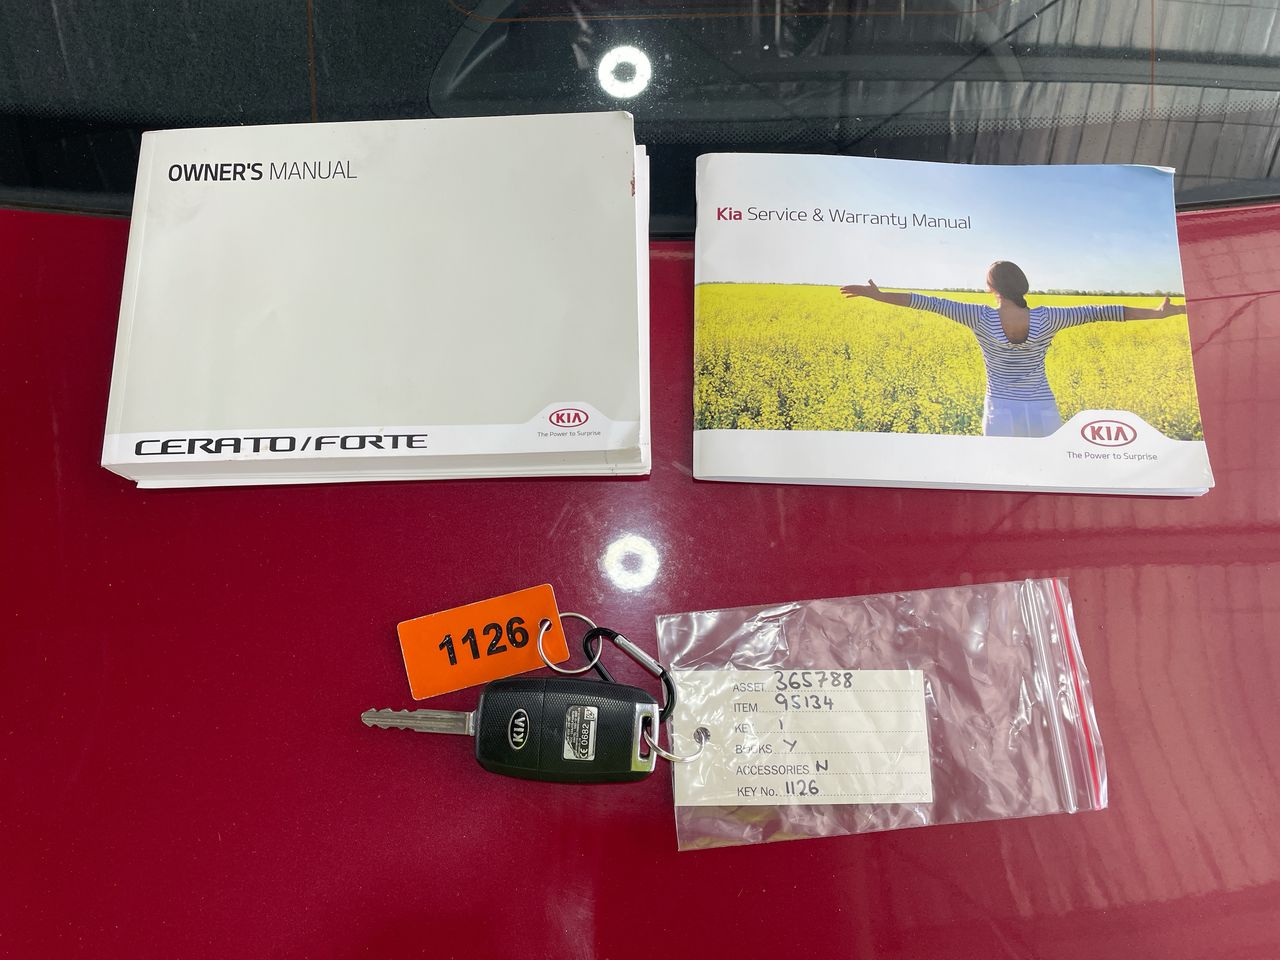 OWNER'S MANUAL
KIA
The Power to Surprise
CERATO/FORTE
Kia Service & Warranty Manual
KIA
The Power to Surprise
1126
KIA
CE 0682
ASSET 365788
ITEM 95134
KEY 1
BOOKS Y
ACCESSORIES N
KEY No. 1126